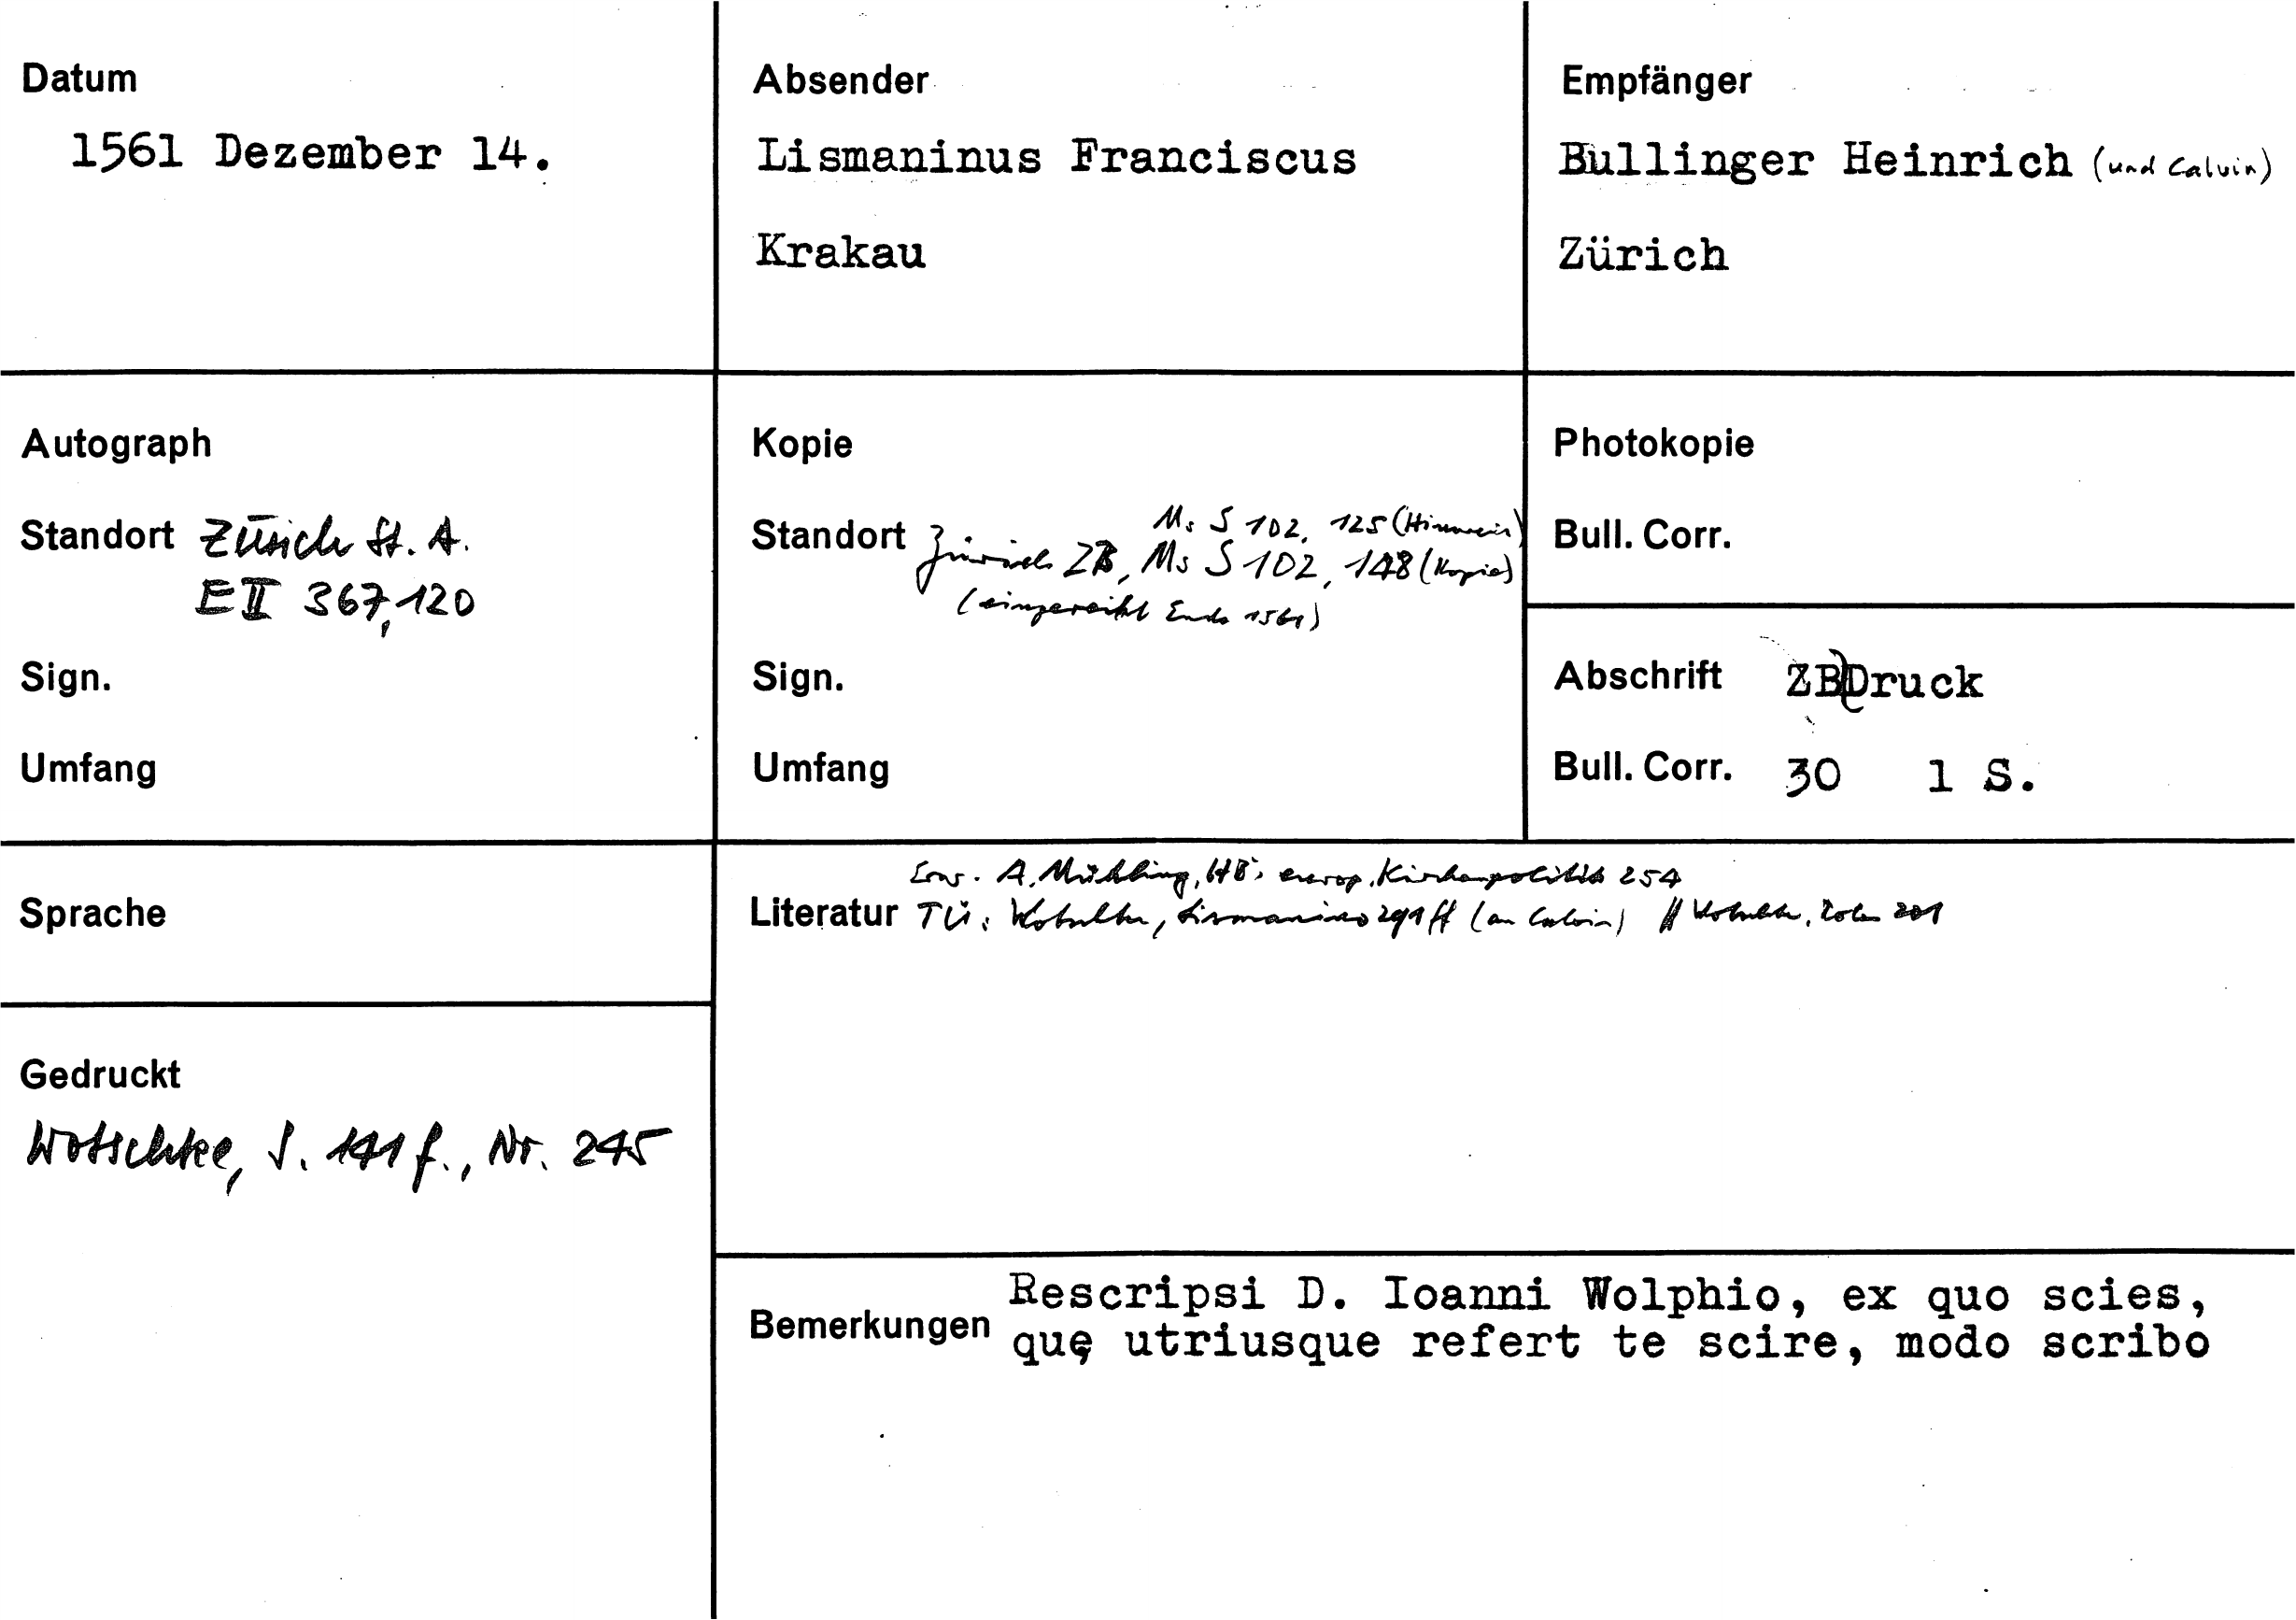 Datum
1561 Dezember 14.
Absender
Lismaninus Franciscus
Krakau
Empfänger
Bullinger Heinrich (und Calvin)
Zürich
Autograph
Standort Zürich St. A.
E II 367, 120
Sign.
Umfang
Kopie
Ms S 102, 125 (Hinweis)
Standort Zürich ZB, Ms S 102, 148 (Kopie)
(eingereiht Ende 1561)
Sign.
Umfang
Photokopie
Bull. Corr.
Abschrift ZB Druck
Bull. Corr. 30 1 S.
Sprache
Gedruckt
Wotschke, S. 141 f., Nr. 245
A. Mühling, HB's europ. Kirchenpolitik 254
Literatur TÜ: Wotschke, Lismanino 291ff (an Calvin) // Wotschke, 201
Bemerkungen
Rescripsi D. Ioanni Wolphio, ex quo scies,
quę utriusque refert te scire, modo scribo